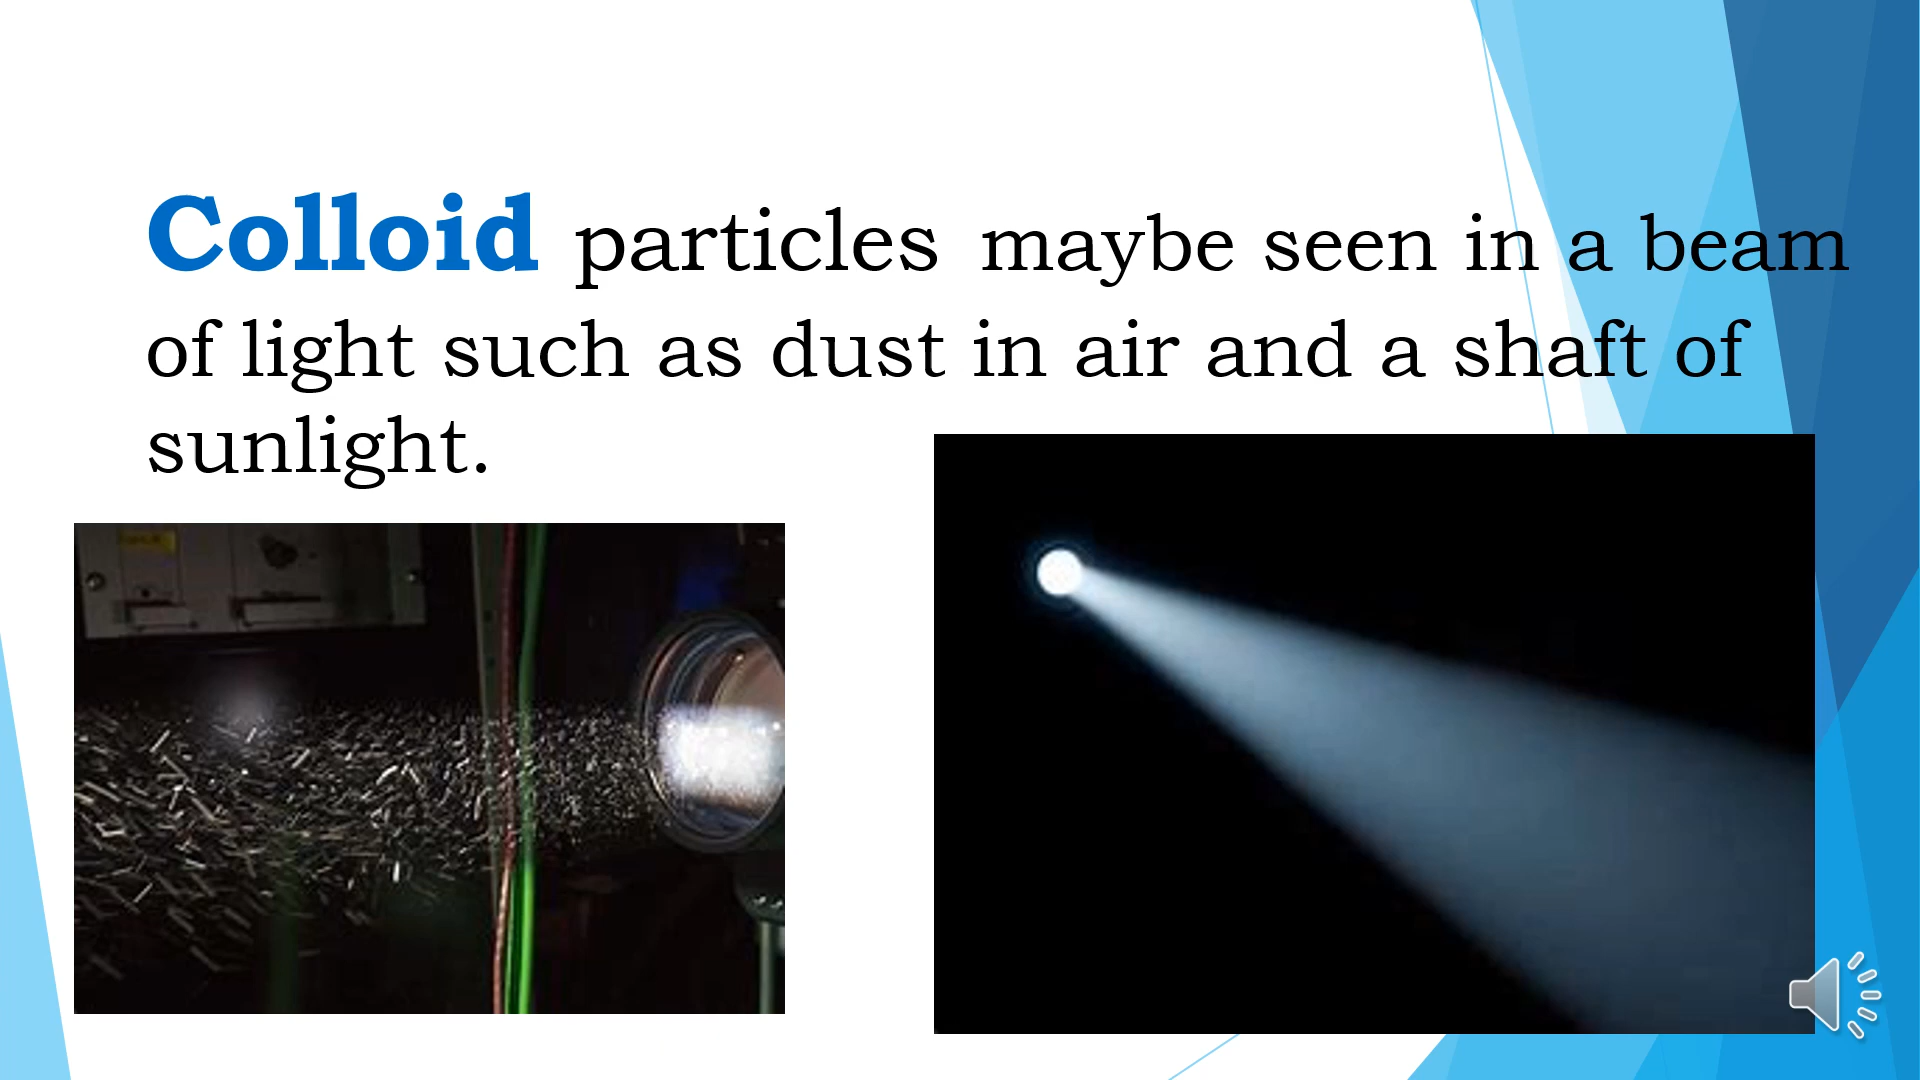 Colloid particles maybe seen in a beam
of light such as dust in air and a shaft of
sunlight.